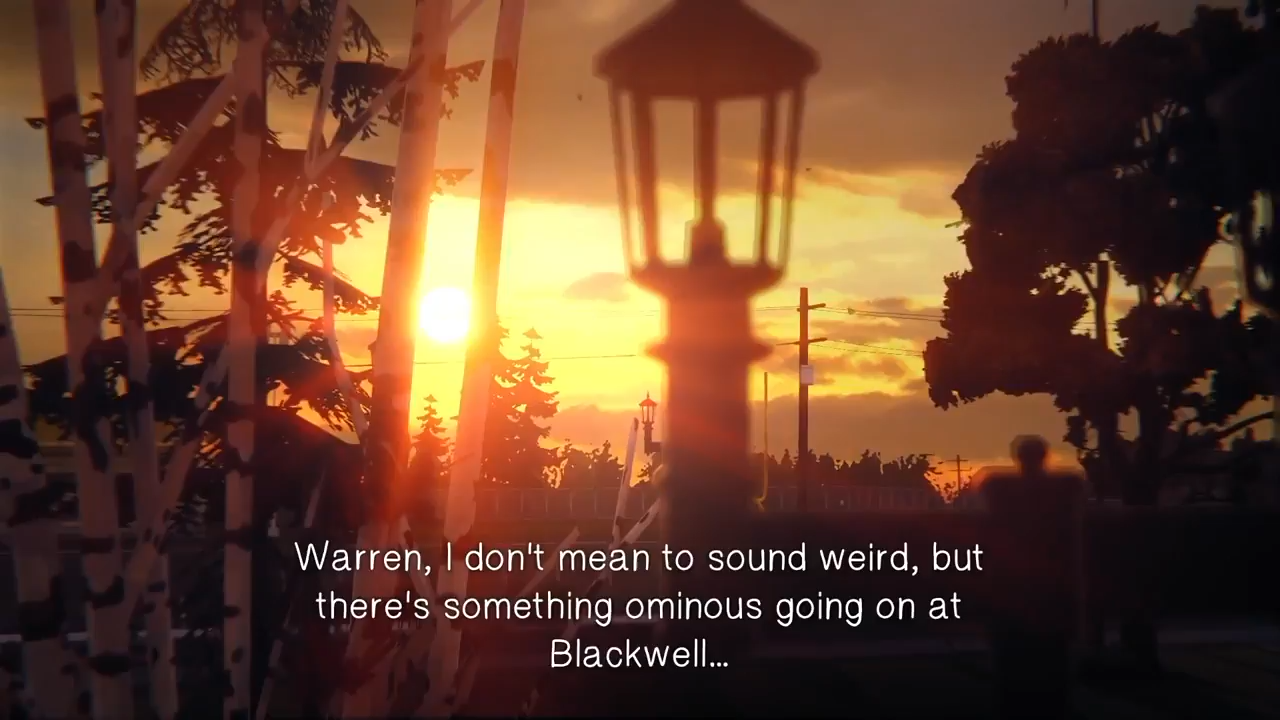 Warren, I don't mean to sound weird, but
there's something ominous going on at
Blackwell...